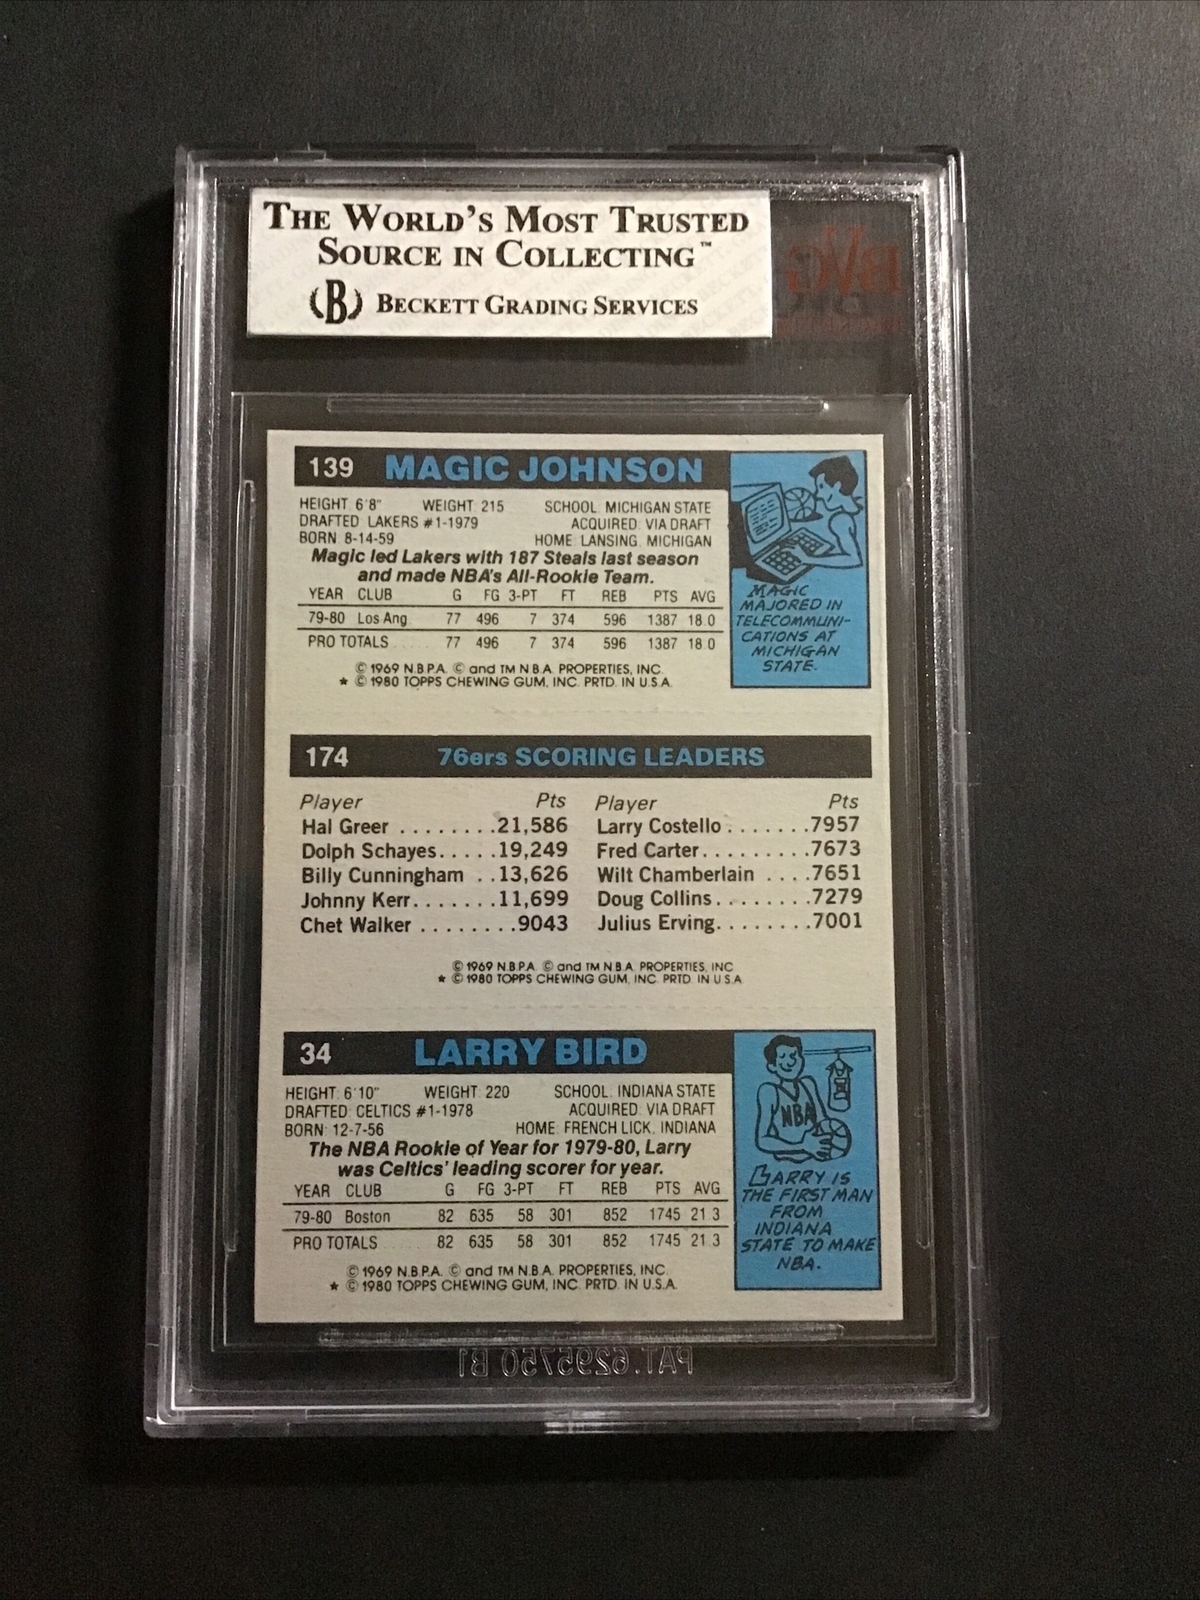 THE WORLD'S MOST TRUSTED
SOURCE IN COLLECTING™
B BECKETT GRADING SERVICES
BVG
139 MAGIC JOHNSON
HEIGHT: 6'8" WEIGHT: 215 SCHOOL: MICHIGAN STATE
DRAFTED: LAKERS #1-1979 ACQUIRED: VIA DRAFT
BORN: 8-14-59 HOME: LANSING, MICHIGAN
Magic led Lakers with 187 Steals last season
and made NBA's All-Rookie Team.
YEAR CLUB G FG 3-PT FT REB PTS AVG
79-80 Los Ang 77 496 7 374 596 1387 18.0
PRO TOTALS 77 496 7 374 596 1387 18.0
© 1969 N.B.P.A. © and TM N.B.A. PROPERTIES, INC.
★ © 1980 TOPPS CHEWING GUM, INC. PRTD. IN U.S.A.
MAGIC
MAJORED IN
TELECOMMUNI-
CATIONS AT
MICHIGAN
STATE.
174 76ers SCORING LEADERS
Player Pts Player Pts
Hal Greer ........21,586 Larry Costello .......7957
Dolph Schayes.....19,249 Fred Carter.........7673
Billy Cunningham ..13,626 Wilt Chamberlain ....7651
Johnny Kerr.......11,699 Doug Collins........7279
Chet Walker ........9043 Julius Erving........7001
© 1969 N.B.P.A. © and TM N.B.A. PROPERTIES, INC.
★ © 1980 TOPPS CHEWING GUM, INC. PRTD. IN U.S.A.
34 LARRY BIRD
HEIGHT: 6'10" WEIGHT: 220 SCHOOL: INDIANA STATE
DRAFTED: CELTICS #1-1978 ACQUIRED: VIA DRAFT
BORN: 12-7-56 HOME: FRENCH LICK, INDIANA
The NBA Rookie of Year for 1979-80, Larry
was Celtics' leading scorer for year.
YEAR CLUB G FG 3-PT FT REB PTS AVG
79-80 Boston 82 635 58 301 852 1745 21.3
PRO TOTALS 82 635 58 301 852 1745 21.3
© 1969 N.B.P.A. © and TM N.B.A. PROPERTIES, INC.
★ © 1980 TOPPS CHEWING GUM, INC. PRTD. IN U.S.A.
NBA
LARRY IS
THE FIRST MAN
FROM
INDIANA
STATE TO MAKE
NBA.
PAT. 6295750 B1